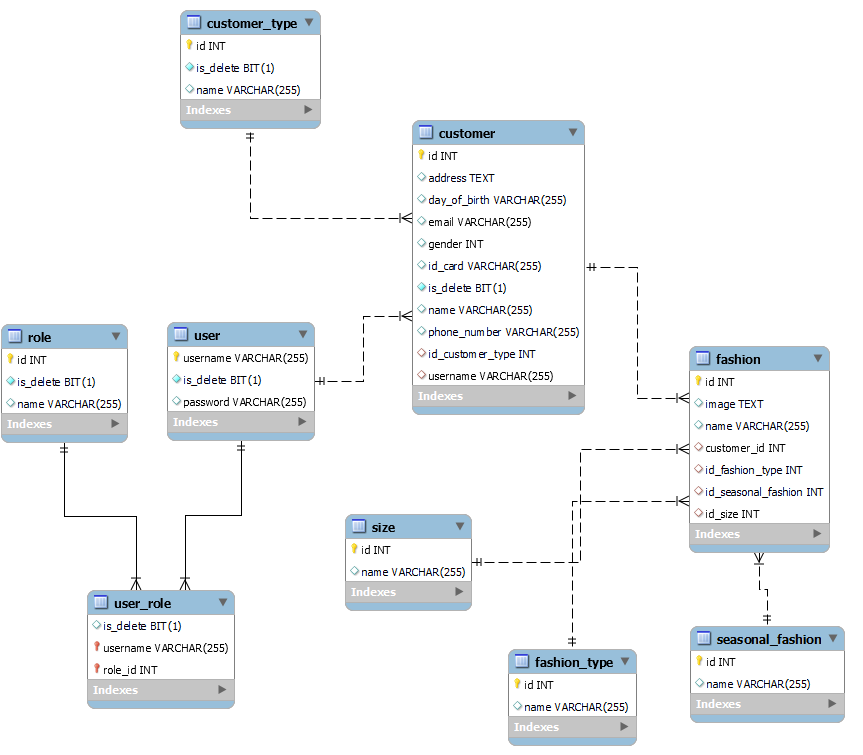 customer_type
id INT
is_delete BIT(1)
name VARCHAR(255)
Indexes
customer
id INT
address TEXT
day_of_birth VARCHAR(255)
email VARCHAR(255)
gender INT
id_card VARCHAR(255)
is_delete BIT(1)
name VARCHAR(255)
phone_number VARCHAR(255)
id_customer_type INT
username VARCHAR(255)
Indexes
role
id INT
is_delete BIT(1)
name VARCHAR(255)
Indexes
user
username VARCHAR(255)
is_delete BIT(1)
password VARCHAR(255)
Indexes
fashion
id INT
image TEXT
name VARCHAR(255)
customer_id INT
id_fashion_type INT
id_seasonal_fashion INT
id_size INT
Indexes
size
id INT
name VARCHAR(255)
Indexes
user_role
is_delete BIT(1)
username VARCHAR(255)
role_id INT
Indexes
fashion_type
id INT
name VARCHAR(255)
Indexes
seasonal_fashion
id INT
name VARCHAR(255)
Indexes